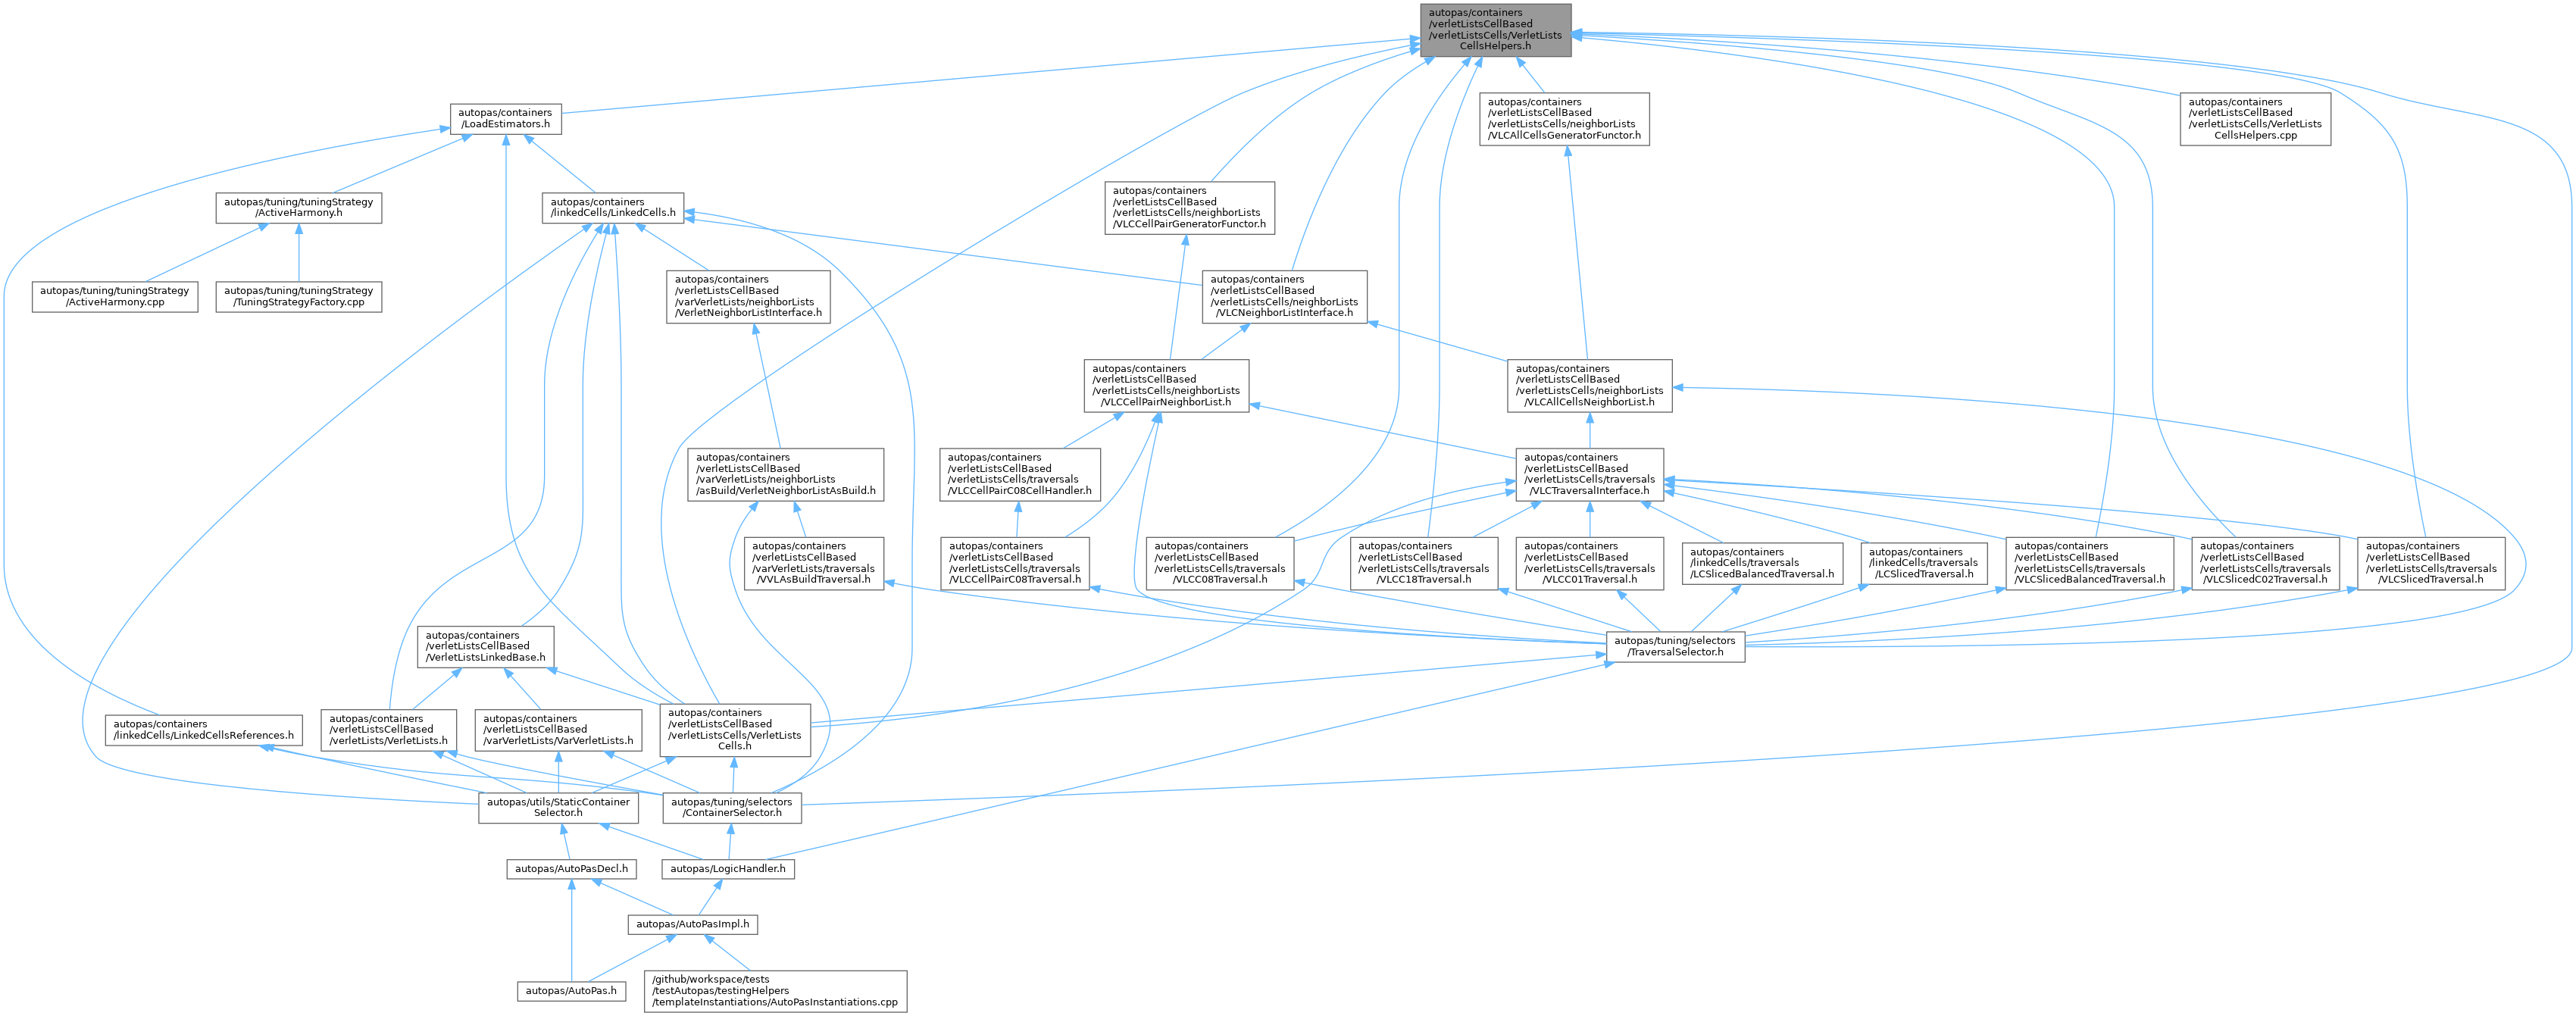 autopas/containers
/verletListsCellBased
/verletListsCells/VerletLists
CellsHelpers.h
autopas/containers
/LoadEstimators.h
autopas/containers
/verletListsCellBased
/verletListsCells/neighborLists
/VLCAllCellsGeneratorFunctor.h
autopas/containers
/verletListsCellBased
/verletListsCells/VerletLists
CellsHelpers.cpp
autopas/tuning/tuningStrategy
/ActiveHarmony.h
autopas/containers
/linkedCells/LinkedCells.h
autopas/containers
/verletListsCellBased
/verletListsCells/neighborLists
/VLCCellPairGeneratorFunctor.h
autopas/tuning/tuningStrategy
/ActiveHarmony.cpp
autopas/tuning/tuningStrategy
/TuningStrategyFactory.cpp
autopas/containers
/verletListsCellBased
/varVerletLists/neighborLists
/VerletNeighborListInterface.h
autopas/containers
/verletListsCellBased
/verletListsCells/neighborLists
/VLCNeighborListInterface.h
autopas/containers
/verletListsCellBased
/verletListsCells/neighborLists
/VLCCellPairNeighborList.h
autopas/containers
/verletListsCellBased
/verletListsCells/neighborLists
/VLCAllCellsNeighborList.h
autopas/containers
/verletListsCellBased
/varVerletLists/neighborLists
/asBuild/VerletNeighborListAsBuild.h
autopas/containers
/verletListsCellBased
/verletListsCells/traversals
/VLCCellPairC08CellHandler.h
autopas/containers
/verletListsCellBased
/verletListsCells/traversals
/VLCTraversalInterface.h
autopas/containers
/verletListsCellBased
/varVerletLists/traversals
/VVLAsBuildTraversal.h
autopas/containers
/verletListsCellBased
/verletListsCells/traversals
/VLCCellPairC08Traversal.h
autopas/containers
/verletListsCellBased
/verletListsCells/traversals
/VLCC08Traversal.h
autopas/containers
/verletListsCellBased
/verletListsCells/traversals
/VLCC18Traversal.h
autopas/containers
/verletListsCellBased
/verletListsCells/traversals
/VLCC01Traversal.h
autopas/containers
/linkedCells/traversals
/LCSlicedBalancedTraversal.h
autopas/containers
/linkedCells/traversals
/LCSlicedTraversal.h
autopas/containers
/verletListsCellBased
/verletListsCells/traversals
/VLCSlicedBalancedTraversal.h
autopas/containers
/verletListsCellBased
/verletListsCells/traversals
/VLCSlicedC02Traversal.h
autopas/containers
/verletListsCellBased
/verletListsCells/traversals
/VLCSlicedTraversal.h
autopas/containers
/verletListsCellBased
/VerletListsLinkedBase.h
autopas/tuning/selectors
/TraversalSelector.h
autopas/containers
/linkedCells/LinkedCellsReferences.h
autopas/containers
/verletListsCellBased
/verletLists/VerletLists.h
autopas/containers
/verletListsCellBased
/varVerletLists/VarVerletLists.h
autopas/containers
/verletListsCellBased
/verletListsCells/VerletLists
Cells.h
autopas/utils/StaticContainer
Selector.h
autopas/tuning/selectors
/ContainerSelector.h
autopas/AutoPasDecl.h
autopas/LogicHandler.h
autopas/AutoPasImpl.h
autopas/AutoPas.h
/github/workspace/tests
/testAutopas/testingHelpers
/templateInstantiations/AutoPasInstantiations.cpp